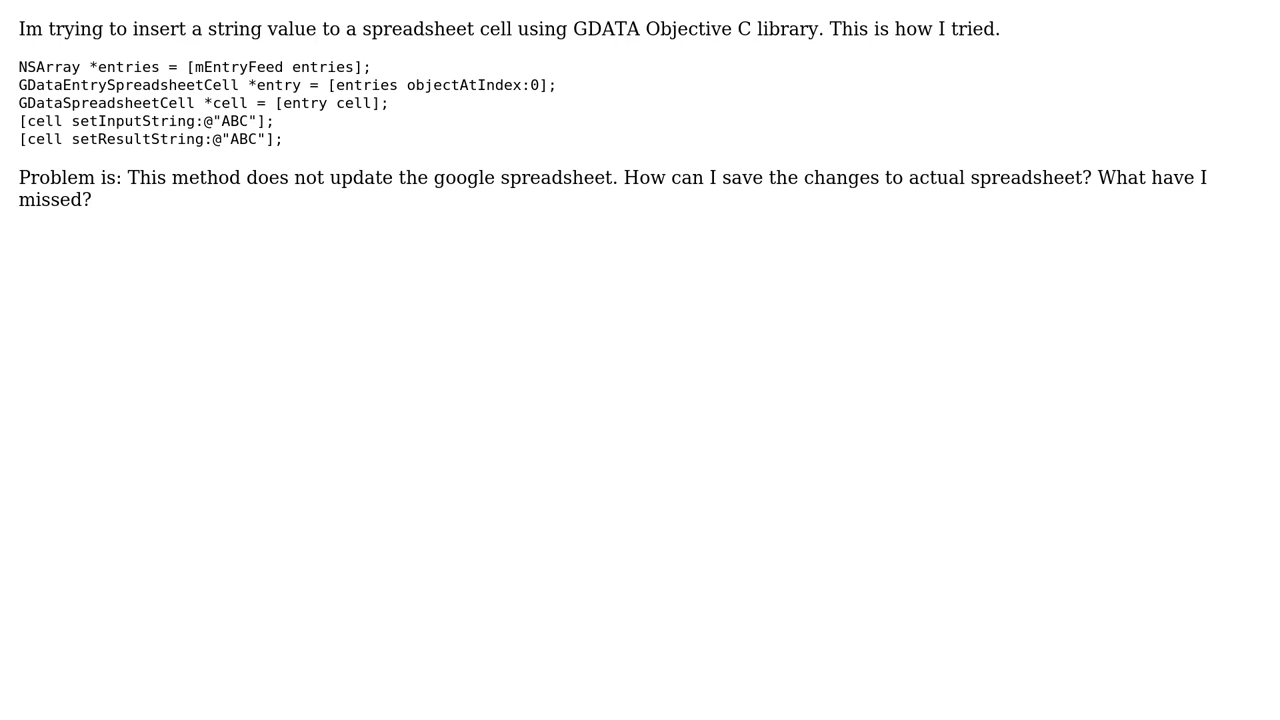 Im trying to insert a string value to a spreadsheet cell using GDATA Objective C library. This is how I tried.
NSArray *entries = [mEntryFeed entries];
GDataEntrySpreadsheetCell *entry = [entries objectAtIndex:0];
GDataSpreadsheetCell *cell = [entry cell];
[cell setInputString:@"ABC"];
[cell setResultString:@"ABC"];
Problem is: This method does not update the google spreadsheet. How can I save the changes to actual spreadsheet? What have I
missed?